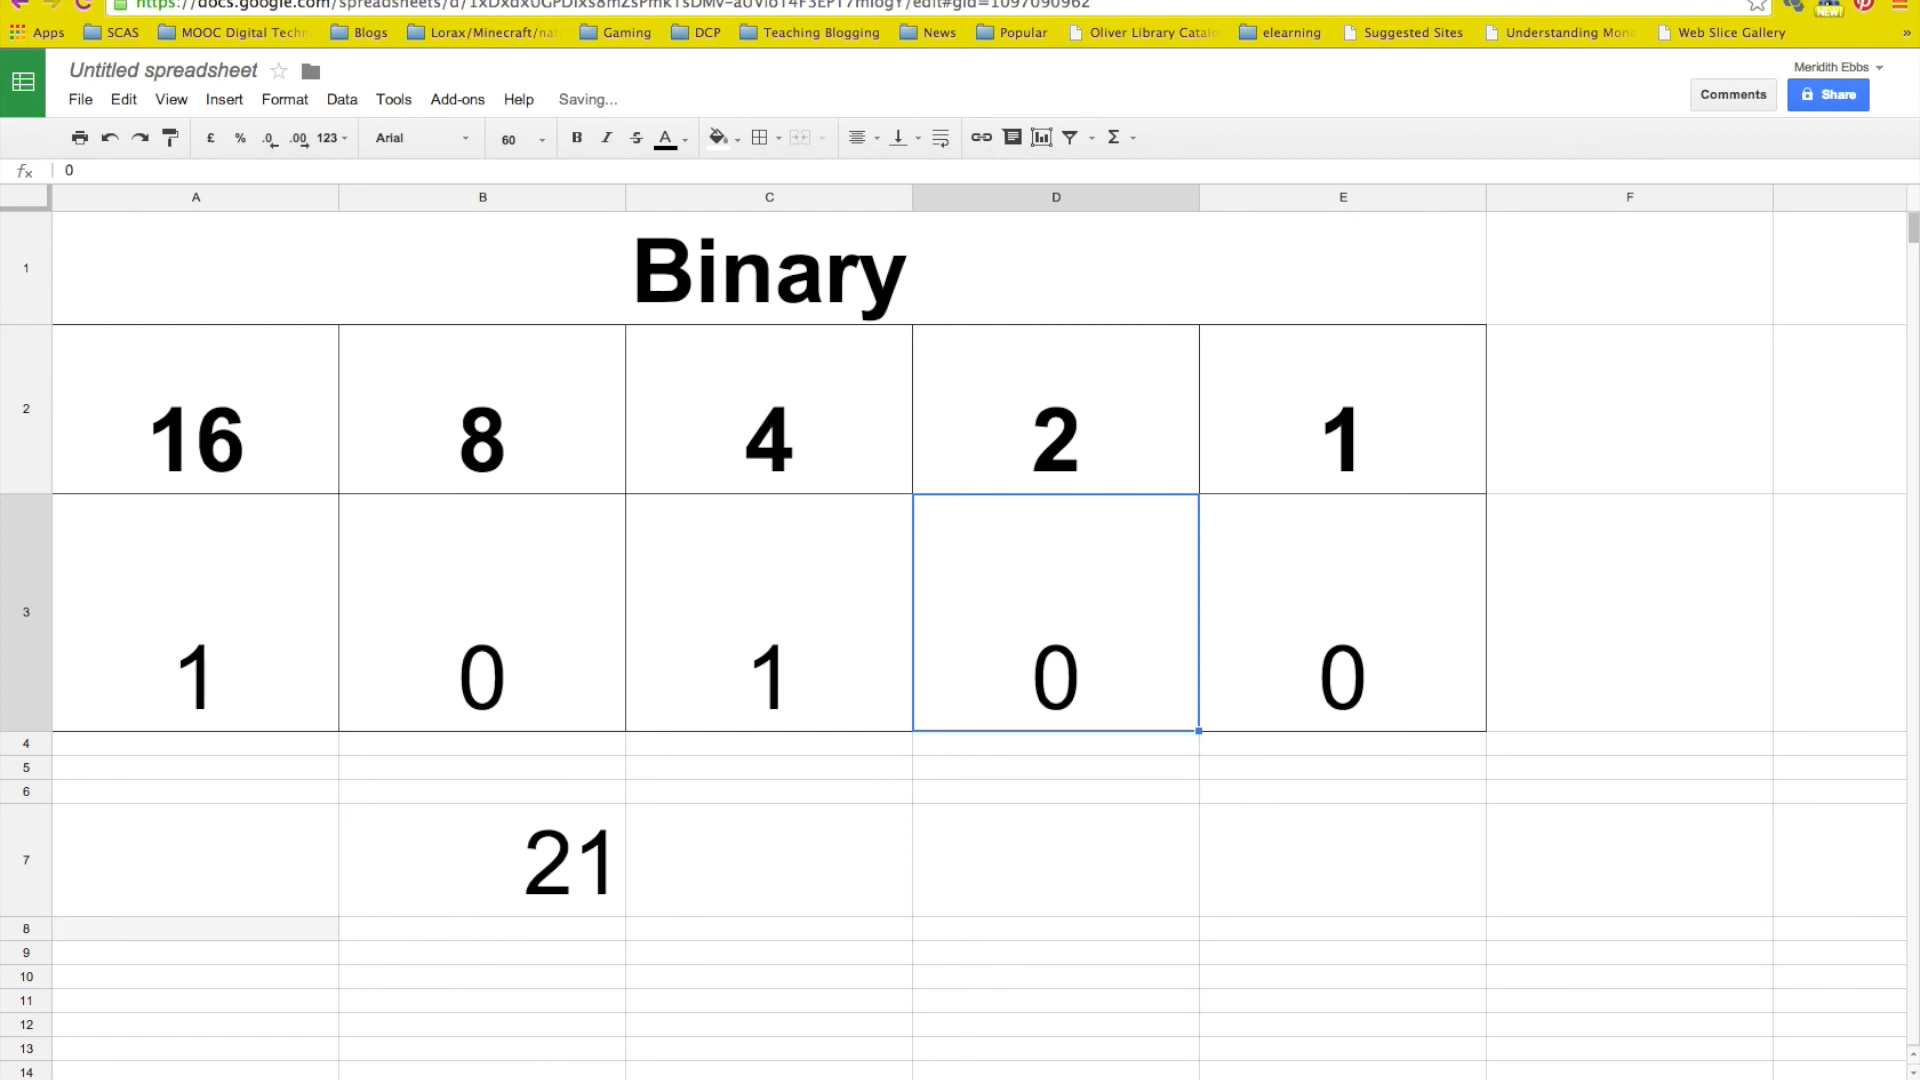 Apps SCAS MOOC Digital Techn Blogs Lorax/Minecraft/nat Gaming DCP Teaching Blogging News Popular Oliver Library Catalo elearning Suggested Sites Understanding Mon Web Slice Gallery »
Untitled spreadsheet
Meridith Ebbs
File Edit View Insert Format Data Tools Add-ons Help Saving...
Comments Share
£ % .0 .00 123 Arial 60 B I S A Σ
fx 0
A B C D E F
1 Binary
2 16 8 4 2 1
3 1 0 1 0 0
4
5
6
7 21
8
9
10
11
12
13
14